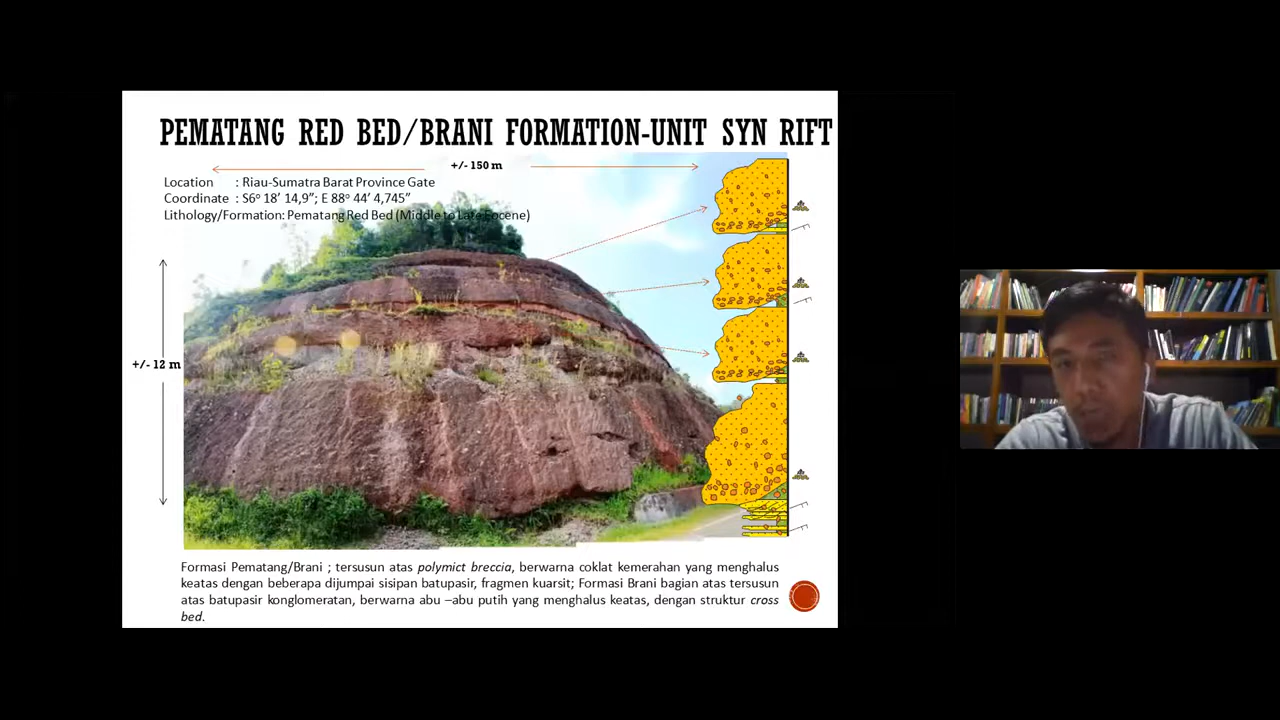 PEMATANG RED BED/BRANI FORMATION-UNIT SYN RIFT
+/- 150 m
Location : Riau-Sumatra Barat Province Gate
Coordinate : S6º 18’ 14,9”; E 88º 44’ 4,745”
Lithology/Formation: Pematang Red Bed (Middle to Late Eocene)
+/- 12 m
Formasi Pematang/Brani ; tersusun atas polymict breccia, berwarna coklat kemerahan yang menghalus
keatas dengan beberapa dijumpai sisipan batupasir, fragmen kuarsit; Formasi Brani bagian atas tersusun
atas batupasir konglomeratan, berwarna abu –abu putih yang menghalus keatas, dengan struktur cross
bed.